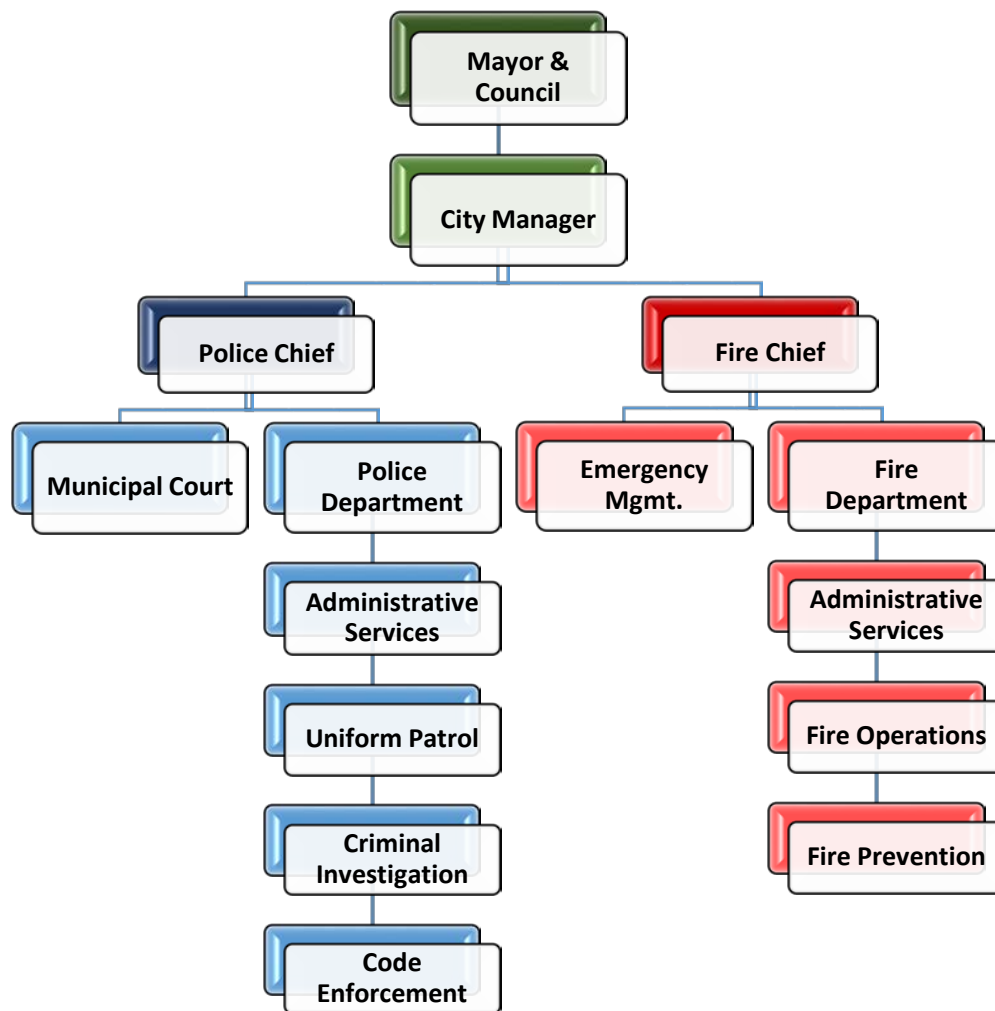 Mayor &
Council
City Manager
Police Chief
Fire Chief
Municipal Court
Police
Department
Emergency
Mgmt.
Fire
Department
Administrative
Services
Administrative
Services
Uniform Patrol
Fire Operations
Criminal
Investigation
Fire Prevention
Code
Enforcement